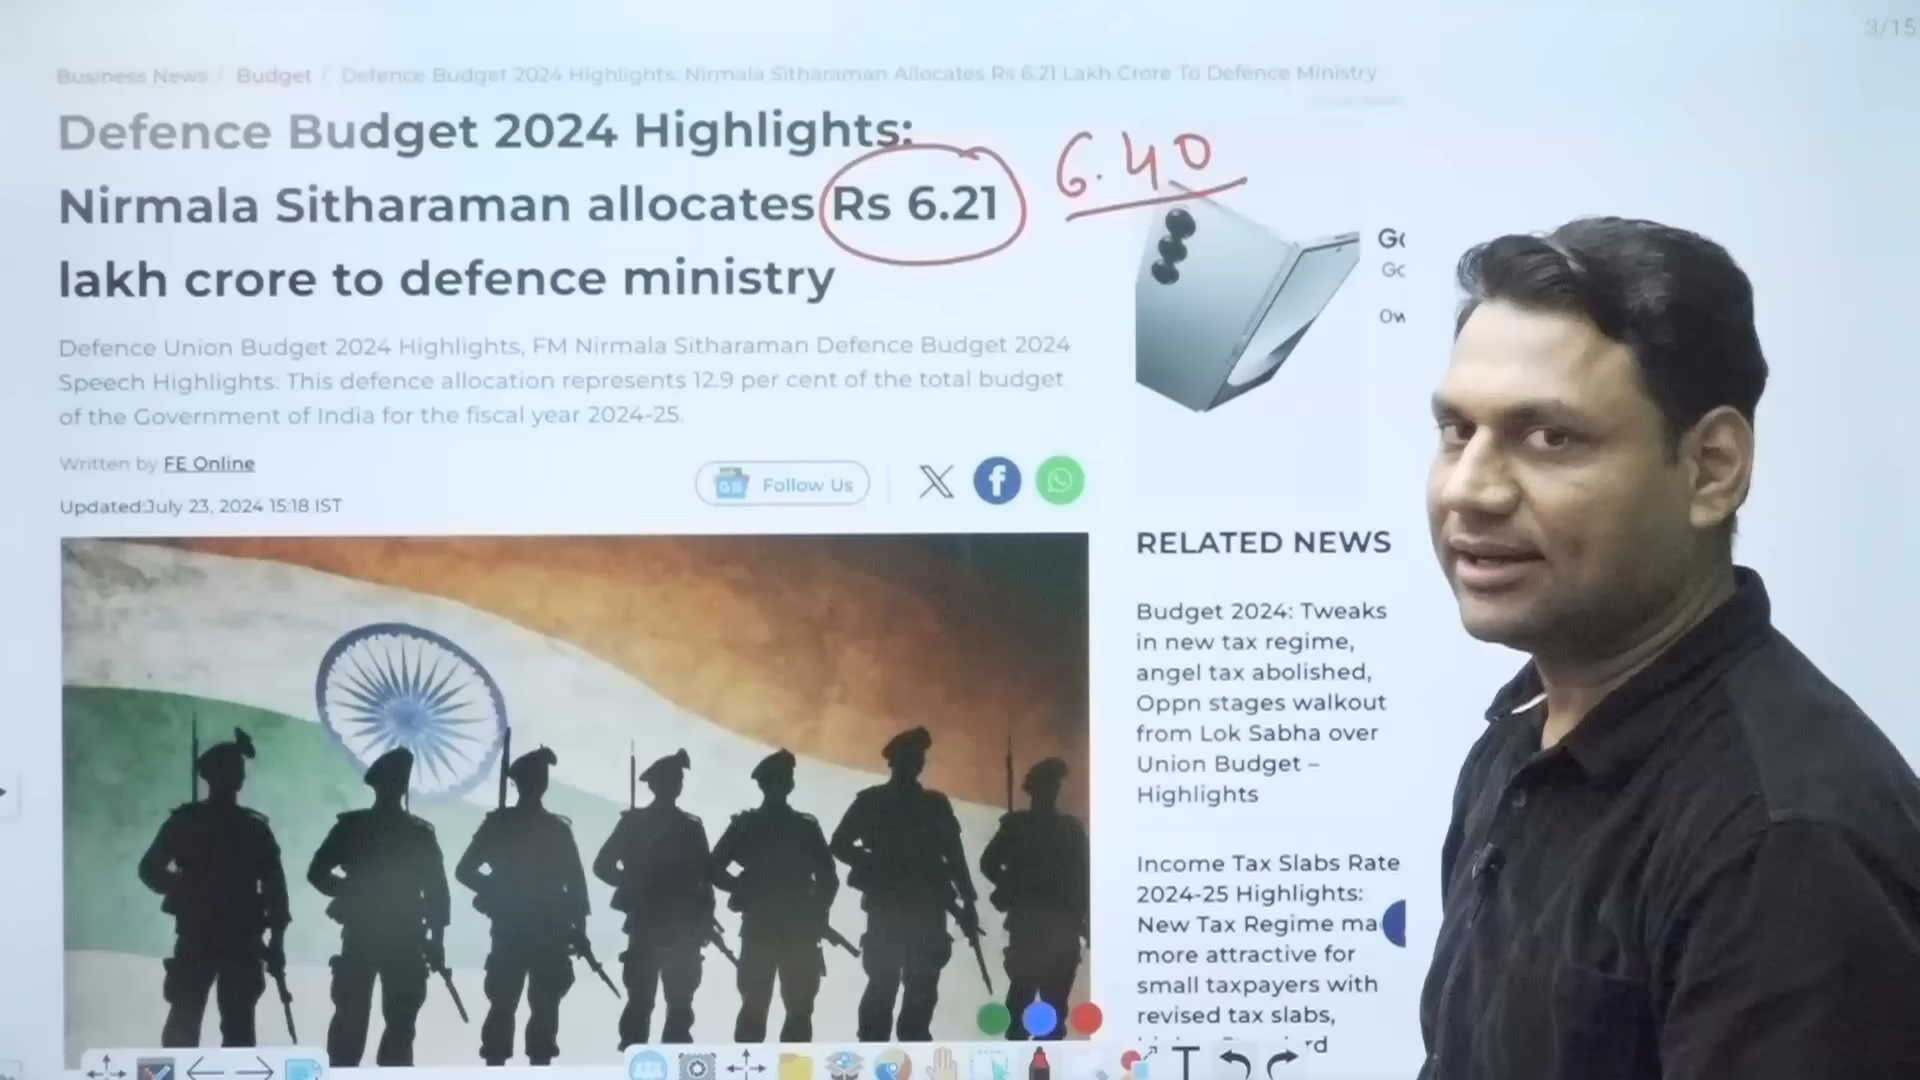 3/15
Business News / Budget / Defence Budget 2024 Highlights: Nirmala Sitharaman Allocates Rs 6.21 Lakh Crore To Defence Ministry
Defence Budget 2024 Highlights:
Nirmala Sitharaman allocates Rs 6.21
lakh crore to defence ministry
6.40
Defence Union Budget 2024 Highlights, FM Nirmala Sitharaman Defence Budget 2024
Speech Highlights: This defence allocation represents 12.9 per cent of the total budget
of the Government of India for the fiscal year 2024-25.
Written by FE Online
Updated:July 23, 2024 15:18 IST
Follow Us
RELATED NEWS
Budget 2024: Tweaks
in new tax regime,
angel tax abolished,
Oppn stages walkout
from Lok Sabha over
Union Budget –
Highlights
Income Tax Slabs Rate
2024-25 Highlights:
New Tax Regime ma
more attractive for
small taxpayers with
revised tax slabs,